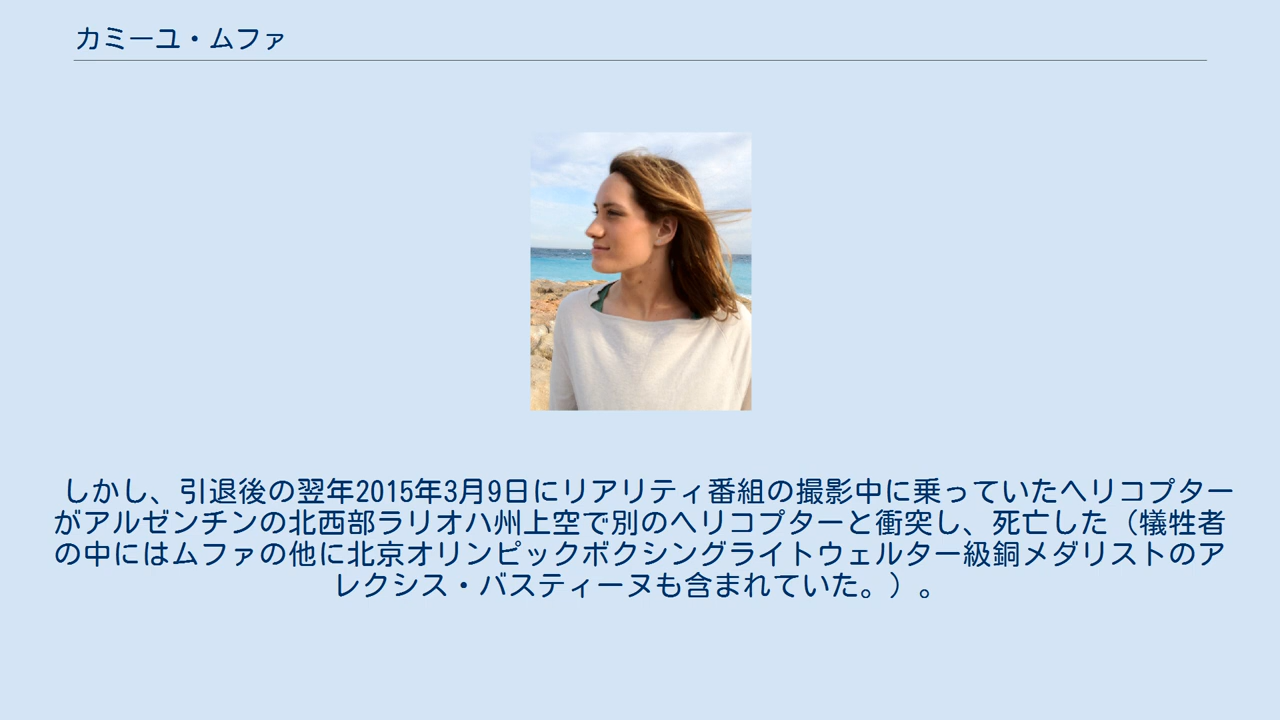 カミーユ・ムファ
しかし、引退後の翌年2015年3月9日にリアリティ番組の撮影中に乗っていたヘリコプター
がアルゼンチンの北西部ラリオハ州上空で別のヘリコプターと衝突し、死亡した（犠牲者
の中にはムファの他に北京オリンピックボクシングライトウェルター級銅メダリストのア
レクシス・バスティーヌも含まれていた。）。